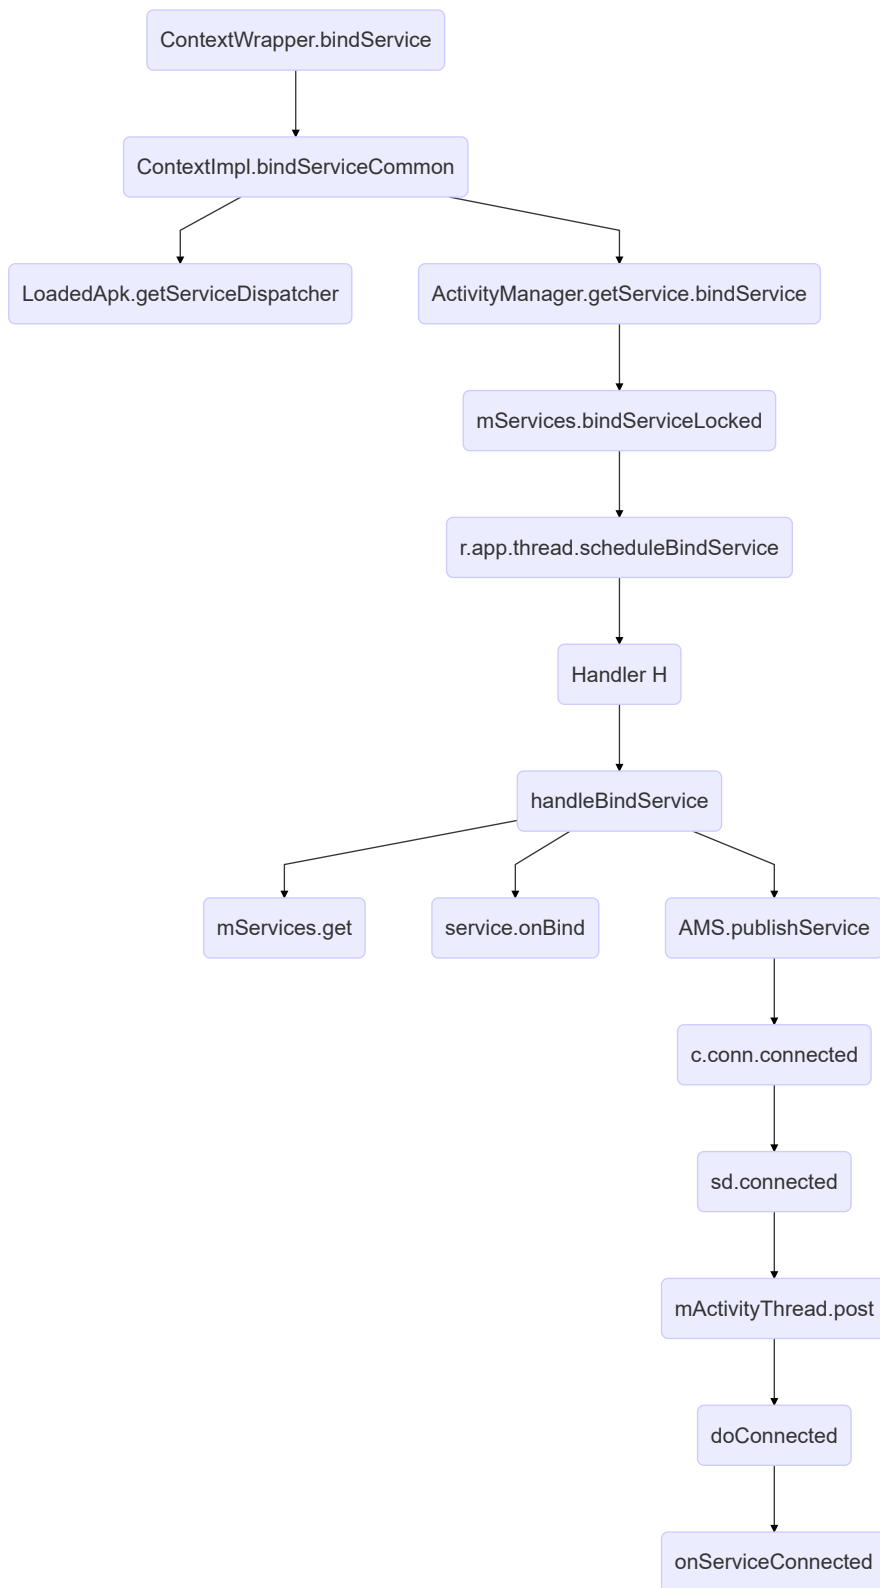 ContextWrapper.bindService
ContextImpl.bindServiceCommon
LoadedApk.getServiceDispatcher
ActivityManager.getService.bindService
mServices.bindServiceLocked
r.app.thread.scheduleBindService
Handler H
handleBindService
mServices.get
service.onBind
AMS.publishService
c.conn.connected
sd.connected
mActivityThread.post
doConnected
onServiceConnected